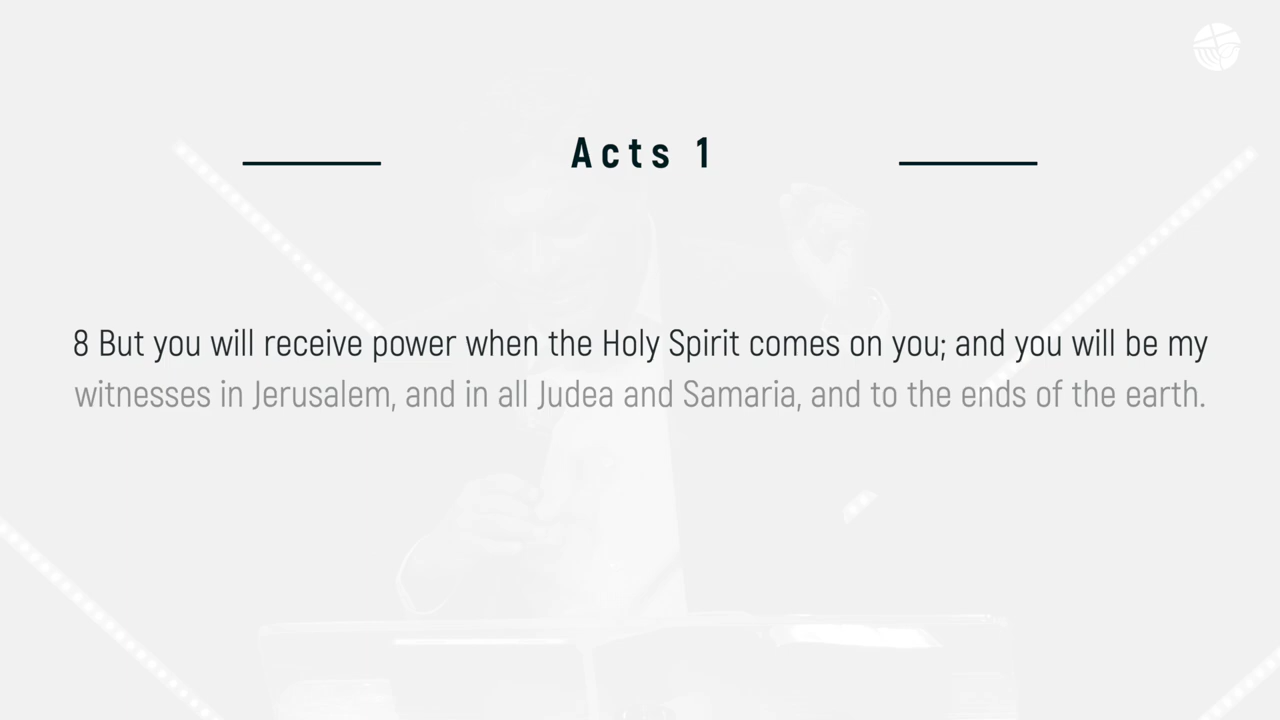 Acts 1
8 But you will receive power when the Holy Spirit comes on you; and you will be my
witnesses in Jerusalem, and in all Judea and Samaria, and to the ends of the earth.